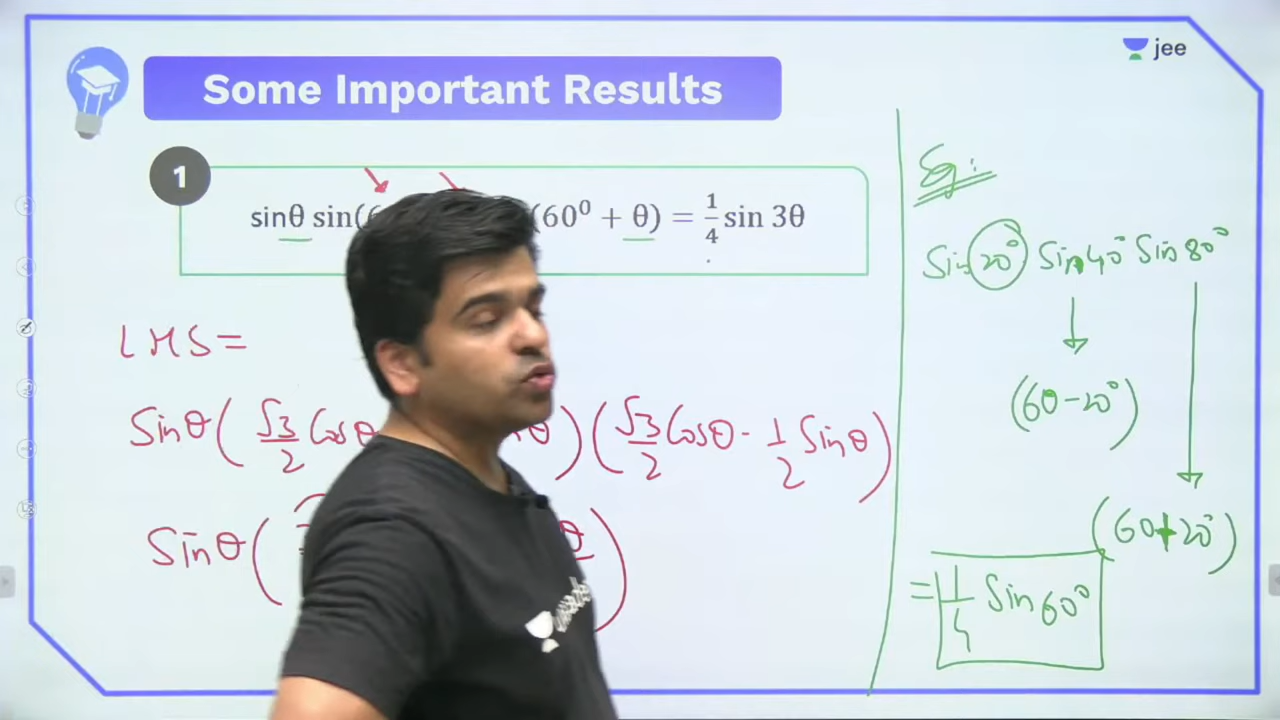 jee
Some Important Results
1
sinθ sin( (60⁰ + θ) = 1/4 sin 3θ
Eg:
Sin 20° Sin 40° Sin 80°
LHS =
(60-20°)
Sinθ ( √3/2 Cosθ θ ) ( √3/2 Cosθ - 1/2 Sinθ )
(60+20°)
Sinθ ( θ )
= 1/4 Sin 60°